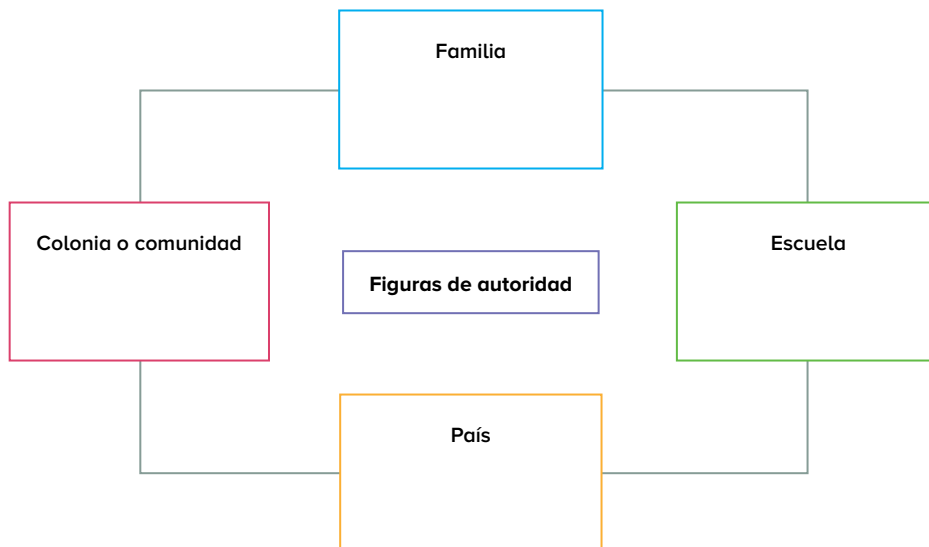 Familia
Colonia o comunidad
Escuela
Figuras de autoridad
País